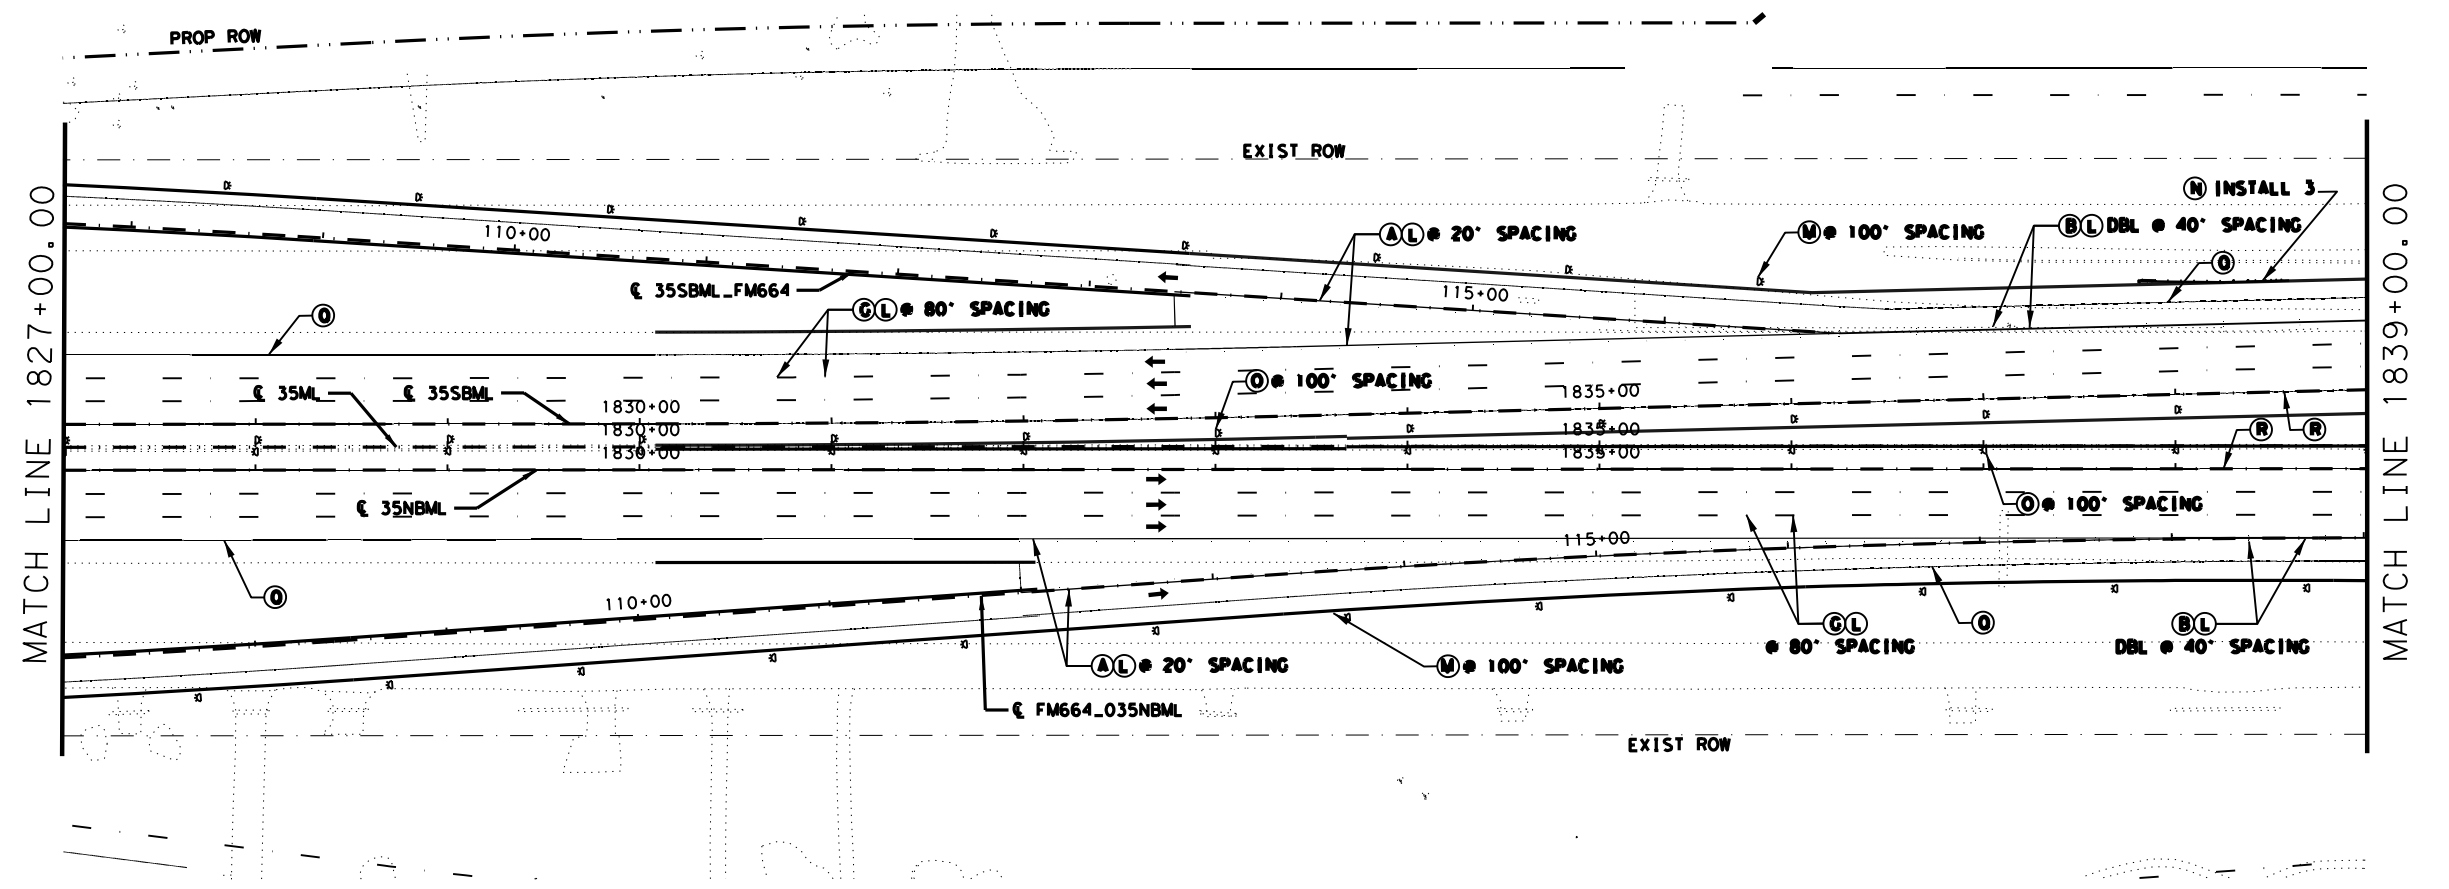 PROP ROW
EXIST ROW
MATCH LINE 1827+00.00
MATCH LINE 1839+00.00
N INSTALL 3
110+00
A L @ 20' SPACING
M @ 100' SPACING
B L DBL @ 40' SPACING
Q
℄ 35SBML_FM664
115+00
G L @ 80' SPACING
Q
℄ 35ML
℄ 35SBML
O @ 100' SPACING
1830+00
1835+00
1830+00
1835+00
R
R
1830+00
1835+00
℄ 35NBML
O @ 100' SPACING
115+00
Q
110+00
G L
@ 80' SPACING
Q
B L
DBL @ 40' SPACING
A L @ 20' SPACING
M @ 100' SPACING
℄ FM664_035NBML
EXIST ROW